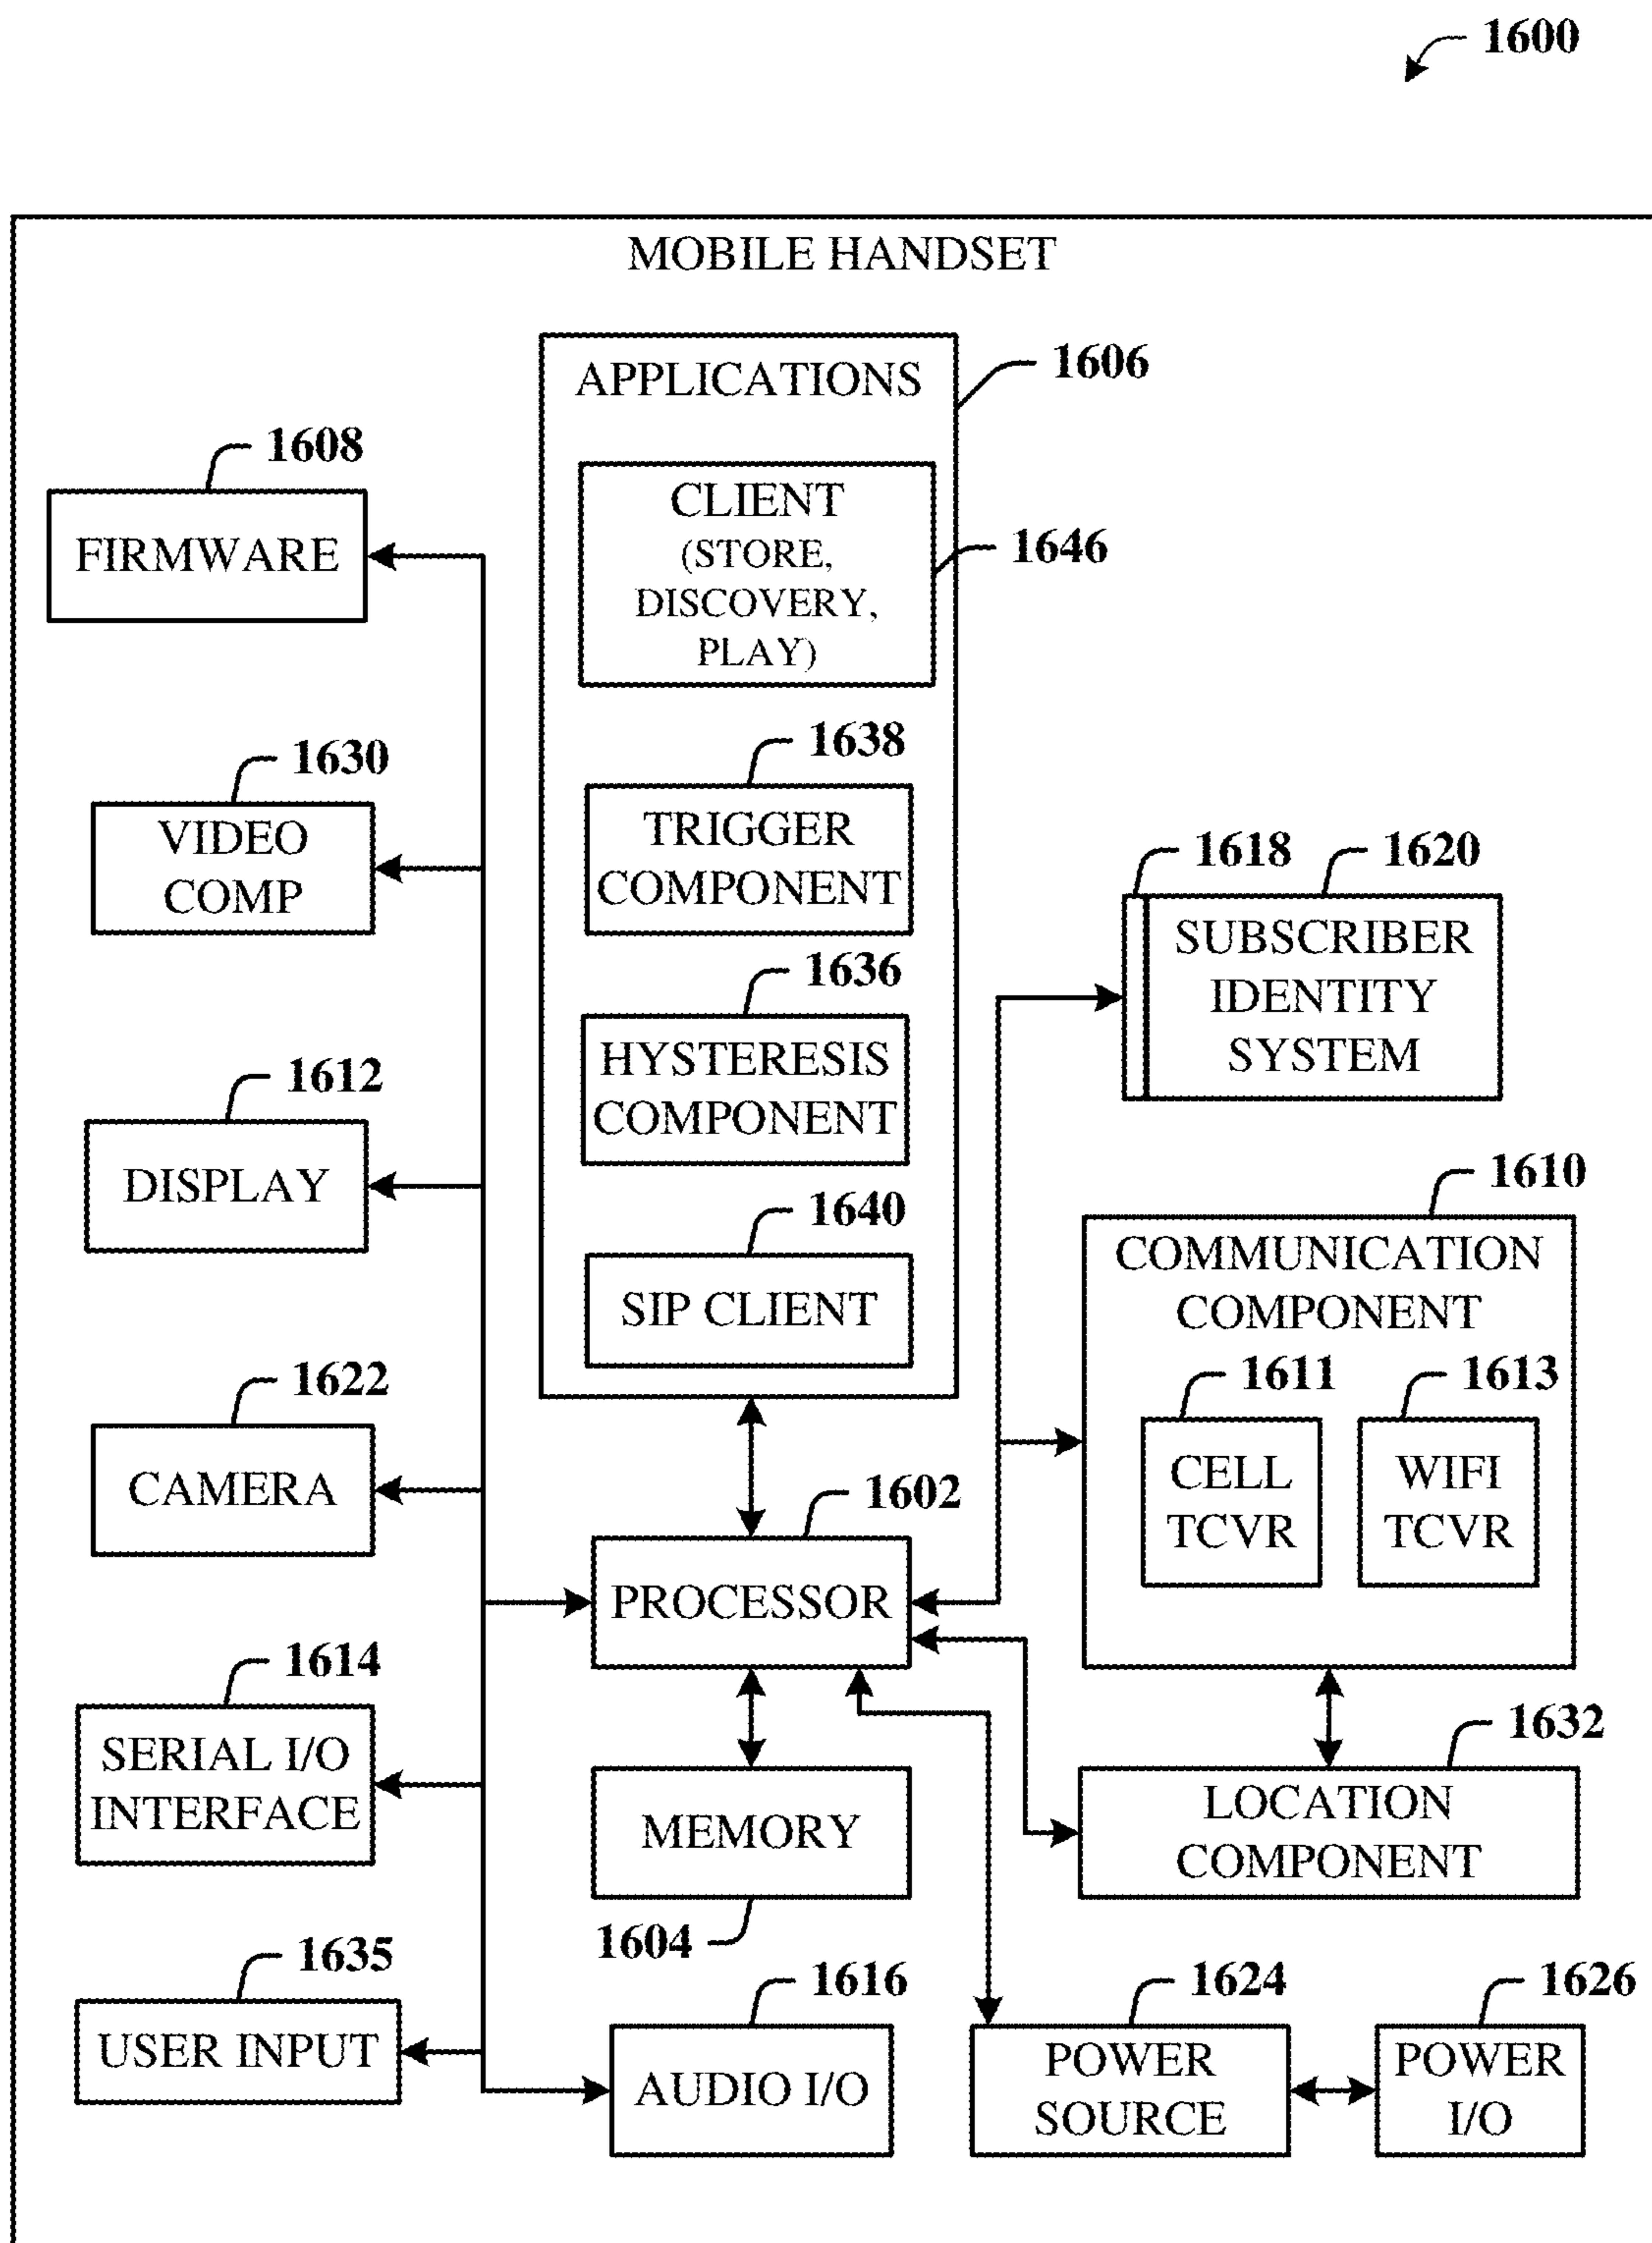 1600
MOBILE HANDSET
APPLICATIONS
1606
CLIENT
(STORE,
DISCOVERY,
PLAY)
1646
1608
FIRMWARE
1638
TRIGGER
COMPONENT
1630
VIDEO
COMP
1618
1620
SUBSCRIBER
IDENTITY
SYSTEM
1636
HYSTERESIS
COMPONENT
1612
DISPLAY
1640
SIP CLIENT
1610
COMMUNICATION
COMPONENT
1611
CELL
TCVR
1613
WIFI
TCVR
1622
CAMERA
1602
PROCESSOR
1614
SERIAL I/O
INTERFACE
MEMORY
1604
1632
LOCATION
COMPONENT
1635
USER INPUT
1616
AUDIO I/O
1624
POWER
SOURCE
1626
POWER
I/O